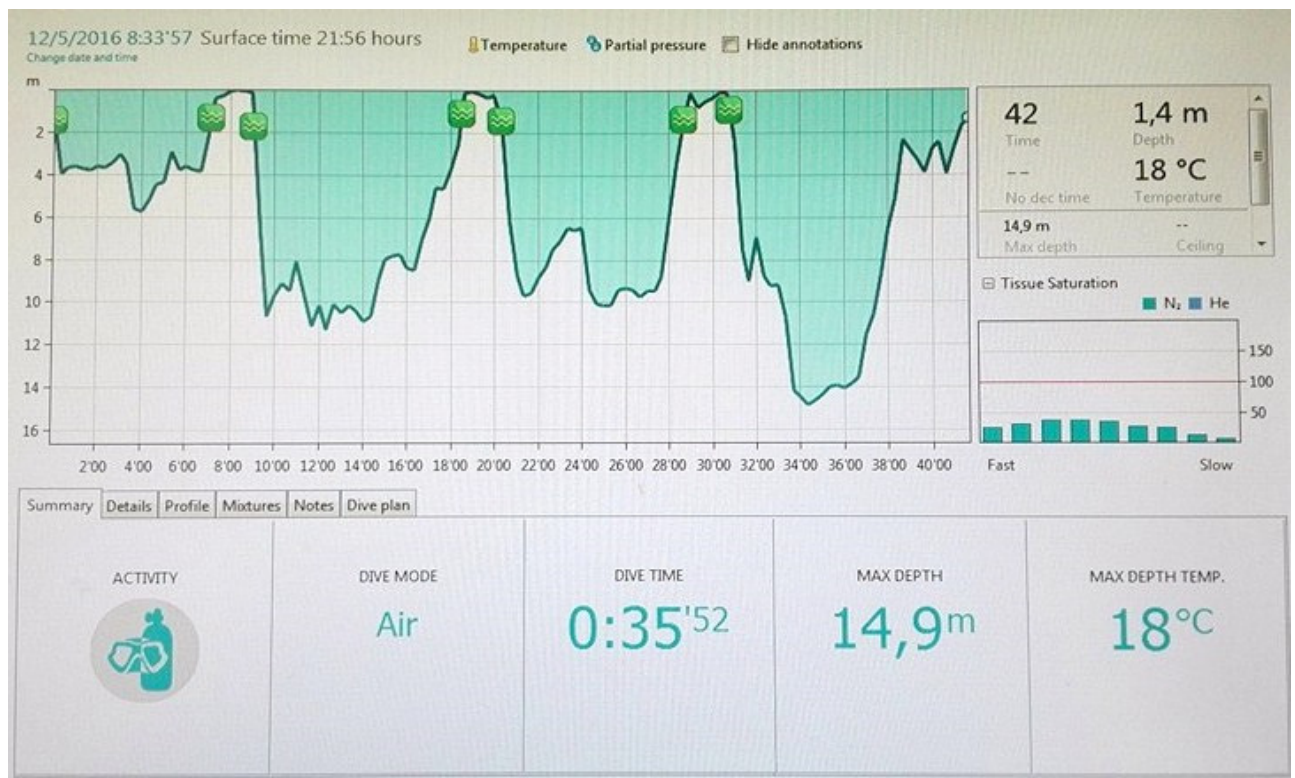 12/5/2016 8:33'57 Surface time 21:56 hours
Change date and time
Temperature Partial pressure Hide annotations
m
2
4
6
8
10
12
14
16
2'00 4'00 6'00 8'00 10'00 12'00 14'00 16'00 18'00 20'00 22'00 24'00 26'00 28'00 30'00 32'00 34'00 36'00 38'00 40'00
42 1,4 m
Time Depth
-- 18 °C
No dec time Temperature
14,9 m --
Max depth Ceiling
Tissue Saturation
N₂ He
150
100
50
Fast Slow
Summary Details Profile Mixtures Notes Dive plan
ACTIVITY DIVE MODE DIVE TIME MAX DEPTH MAX DEPTH TEMP.
Air 0:35'52 14,9 m 18°C